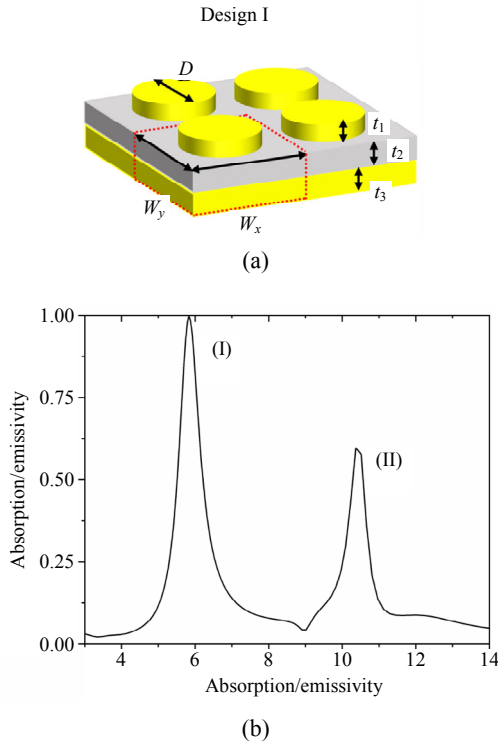 Design I
D
t1
t2
t3
Wy
Wx
(a)
1.00
0.75
0.50
0.25
0.00
Absorption/emissivity
(I)
(II)
4 6 8 10 12 14
Absorption/emissivity
(b)